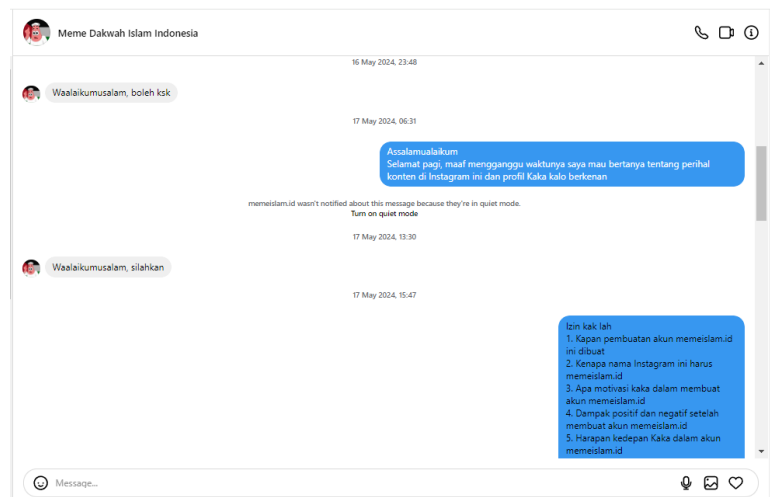 Meme Dakwah Islam Indonesia
16 May 2024, 23:48
Waalaikumusalam, boleh ksk
17 May 2024, 06:31
Assalamualaikum
Selamat pagi, maaf mengganggu waktunya saya mau bertanya tentang perihal
konten di Instagram ini dan profil Kaka kalo berkenan
memeislam.id wasn't notified about this message because they're in quiet mode.
Turn on quiet mode
17 May 2024, 13:30
Waalaikumusalam, silahkan
17 May 2024, 15:47
Izin kak lah
1. Kapan pembuatan akun memeislam.id
ini dibuat
2. Kenapa nama Instagram ini harus
memeislam.id
3. Apa motivasi kaka dalam membuat
akun memeislam.id
4. Dampak positif dan negatif setelah
membuat akun memeislam.id
5. Harapan kedepan Kaka dalam akun
memeislam.id
Message...